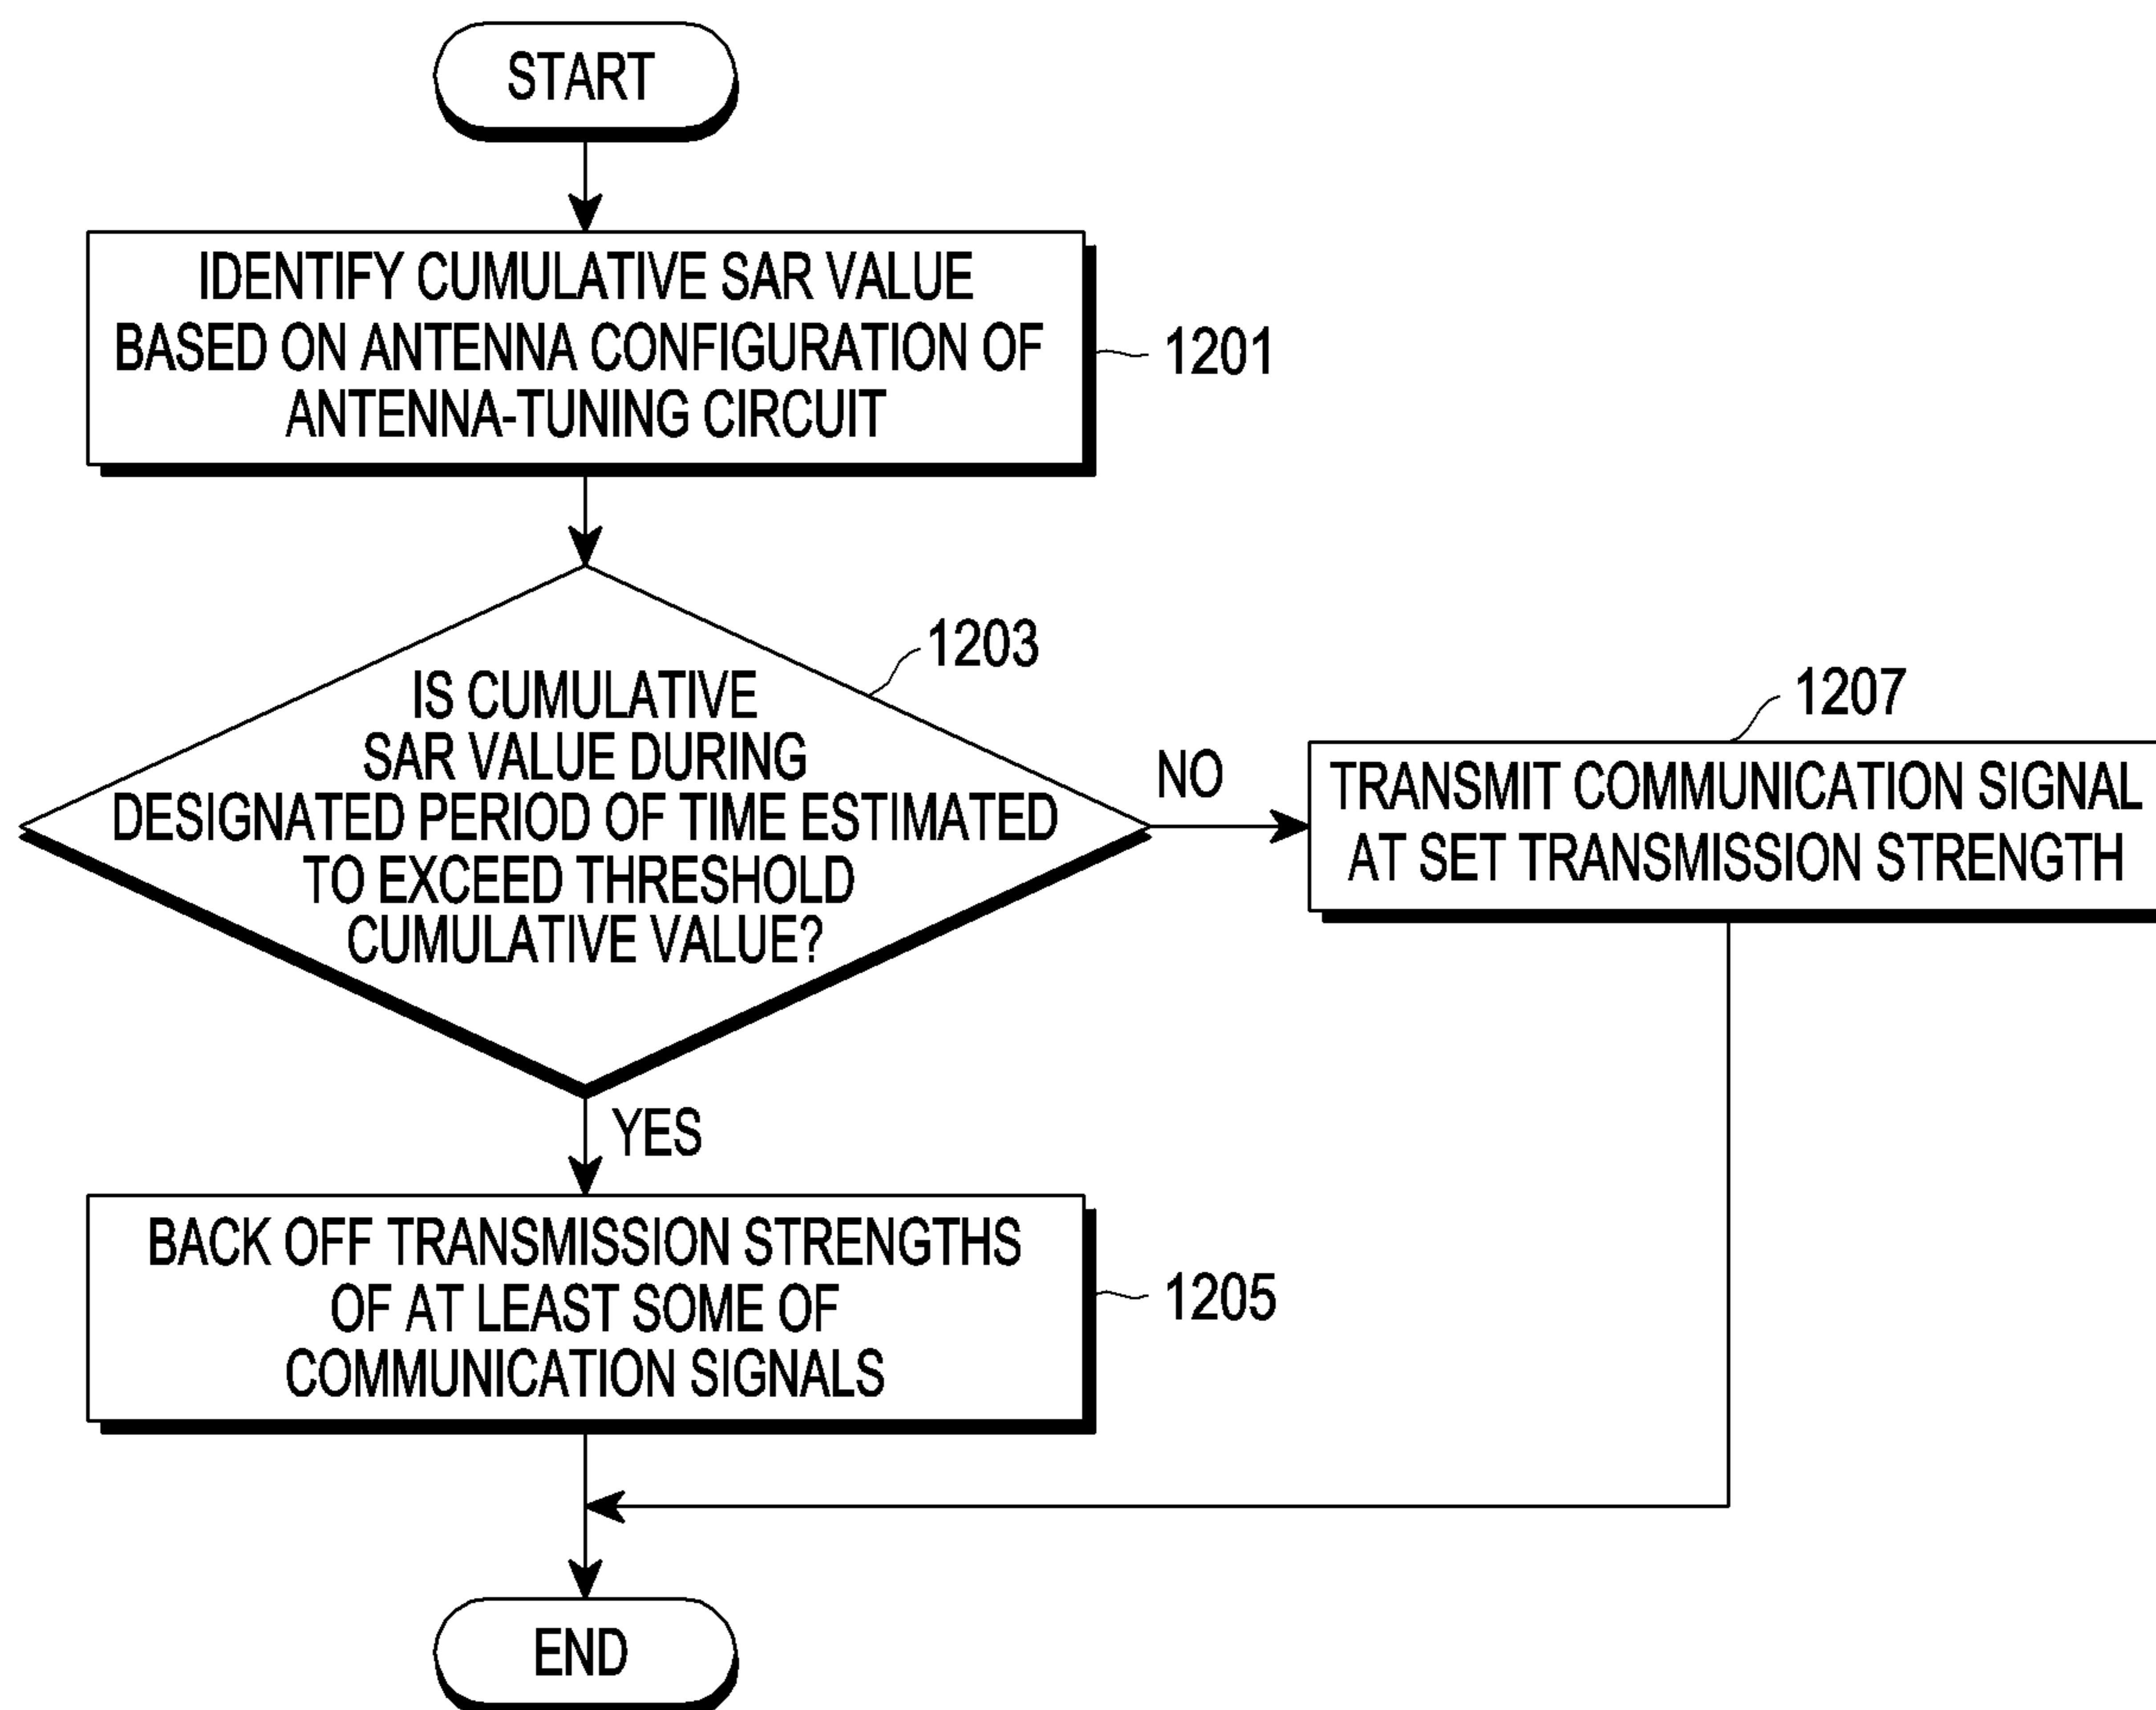 START
IDENTIFY CUMULATIVE SAR VALUE
BASED ON ANTENNA CONFIGURATION OF
ANTENNA-TUNING CIRCUIT
1201
1203
IS CUMULATIVE
SAR VALUE DURING
DESIGNATED PERIOD OF TIME ESTIMATED
TO EXCEED THRESHOLD
CUMULATIVE VALUE?
NO
1207
TRANSMIT COMMUNICATION SIGNAL
AT SET TRANSMISSION STRENGTH
YES
BACK OFF TRANSMISSION STRENGTHS
OF AT LEAST SOME OF
COMMUNICATION SIGNALS
1205
END